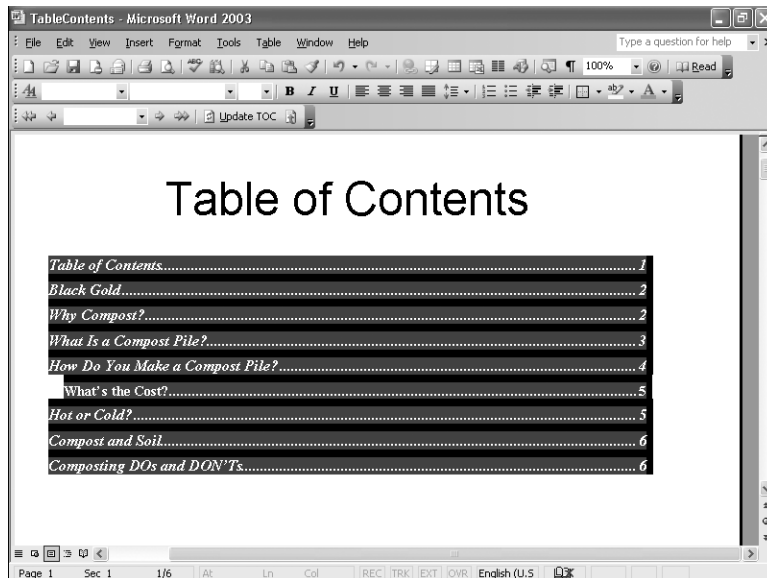 TableContents - Microsoft Word 2003
File Edit View Insert Format Tools Table Window Help Type a question for help
100% Read
B I U
Update TOC
Table of Contents
Table of Contents 1
Black Gold 2
Why Compost? 2
What Is a Compost Pile? 3
How Do You Make a Compost Pile? 4
What's the Cost? 5
Hot or Cold? 5
Compost and Soil 6
Composting DOs and DON'Ts 6
Page 1 Sec 1 1/6 At Ln Col REC TRK EXT OVR English (U.S